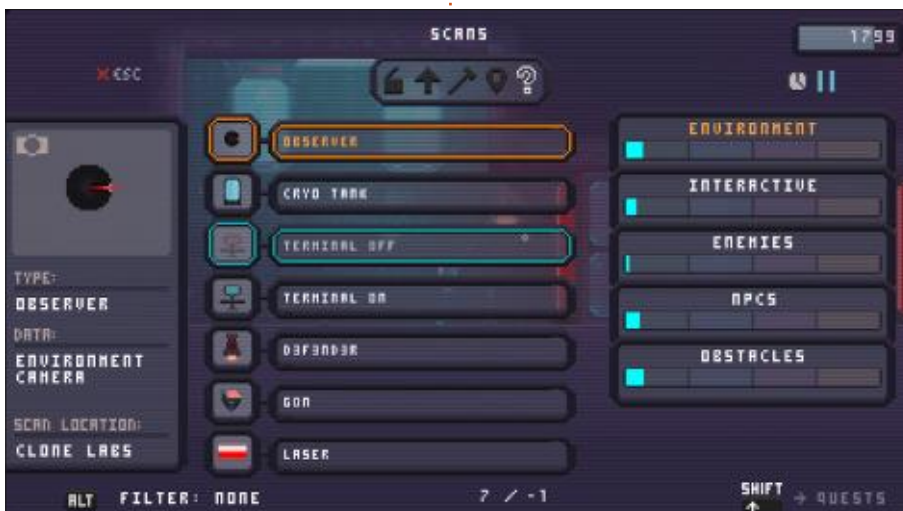 SCANS
1799
X ESC
TYPE:
OBSERVER
DATA:
ENVIRONMENT
CAMERA
SCAN LOCATION:
CLONE LABS
OBSERVER
CRYO TANK
TERMINAL OFF
TERMINAL ON
D3F3ND3R
GON
LASER
ENVIRONMENT
INTERACTIVE
ENEMIES
NPCS
OBSTACLES
ALT FILTER: NONE
7 / -1
SHIFT → QUESTS